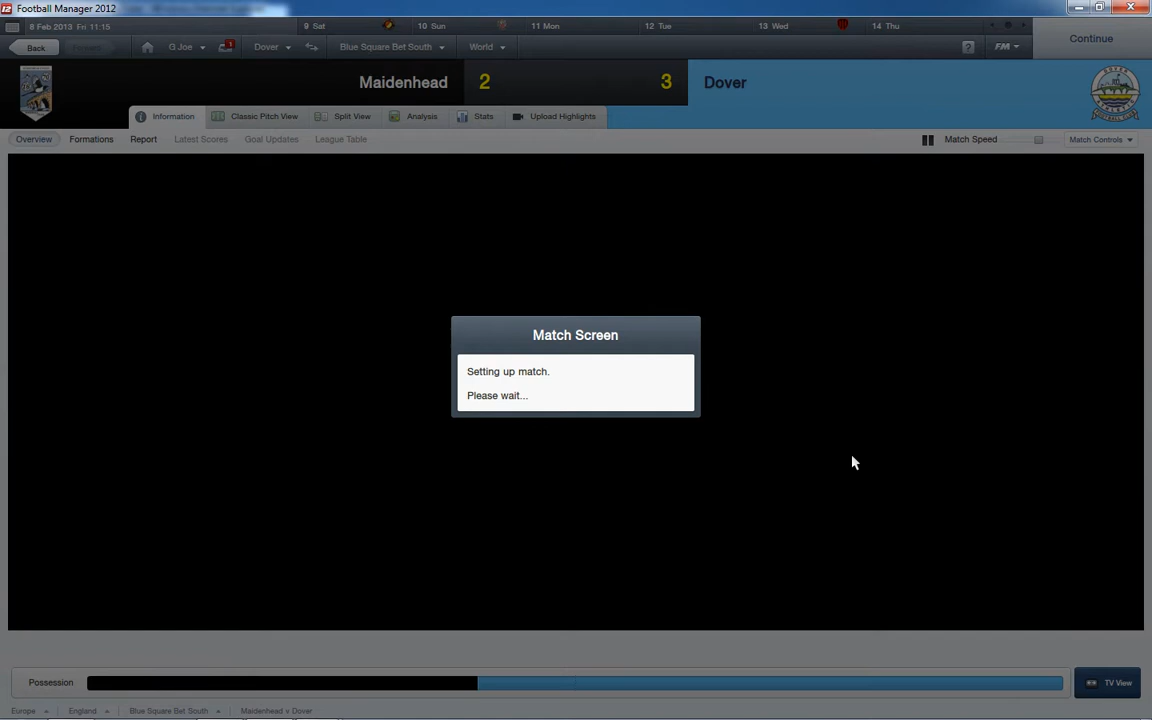 Football Manager 2012
8 Feb 2013 Fri 11:15
9 Sat
10 Sun
11 Mon
12 Tue
13 Wed
14 Thu
Continue
Back
Forward
G Joe
1
Dover
Blue Square Bet South
World
?
FM
Maidenhead
2
3
Dover
Information
Classic Pitch View
Split View
Analysis
Stats
Upload Highlights
Overview
Formations
Report
Latest Scores
Goal Updates
League Table
Match Speed
Match Controls
Match Screen
Setting up match.
Please wait...
Possession
TV View
Europe
England
Blue Square Bet South
Maidenhead v Dover